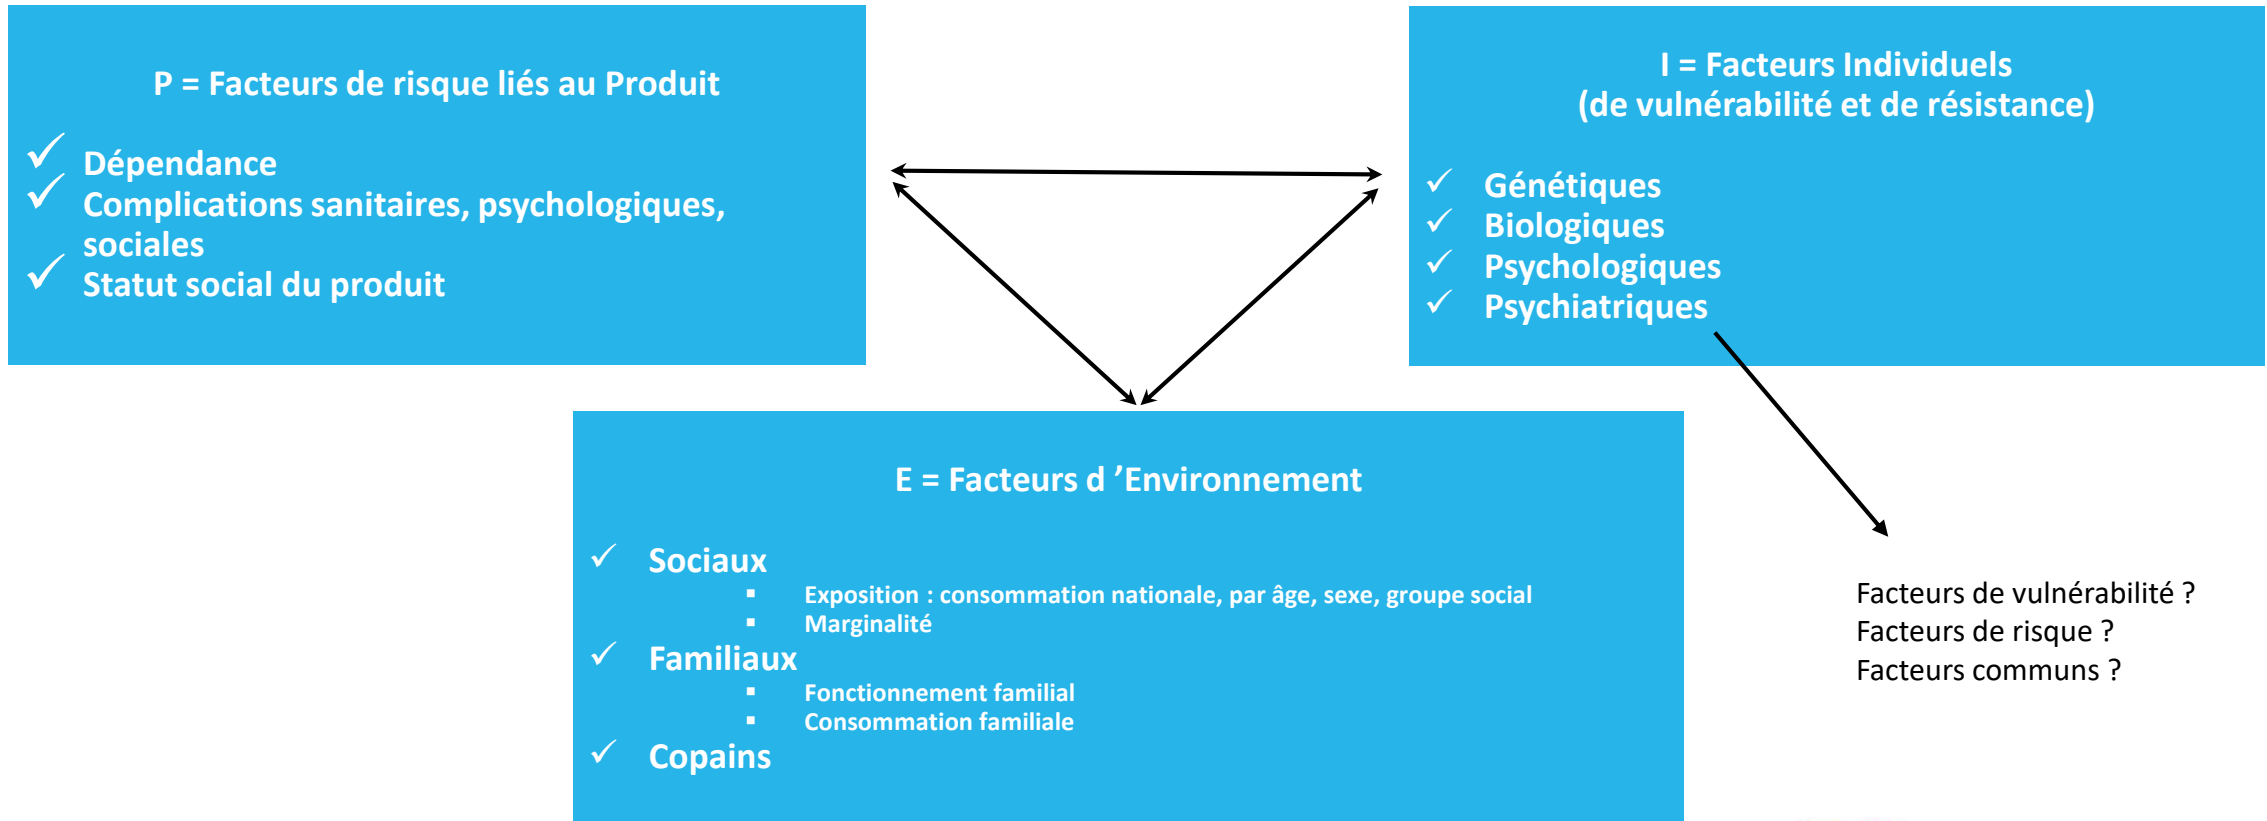 P = Facteurs de risque liés au Produit
✓ Dépendance
✓ Complications sanitaires, psychologiques,
sociales
✓ Statut social du produit
I = Facteurs Individuels
(de vulnérabilité et de résistance)
✓ Génétiques
✓ Biologiques
✓ Psychologiques
✓ Psychiatriques
E = Facteurs d ’Environnement
✓ Sociaux
▪ Exposition : consommation nationale, par âge, sexe, groupe social
▪ Marginalité
✓ Familiaux
▪ Fonctionnement familial
▪ Consommation familiale
✓ Copains
Facteurs de vulnérabilité ?
Facteurs de risque ?
Facteurs communs ?